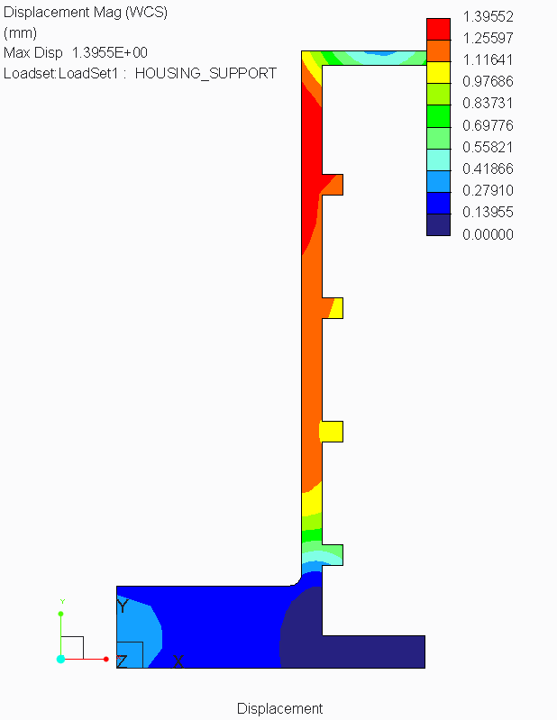 Displacement Mag (WCS)
(mm)
Max Disp 1.3955E+00
Loadset:LoadSet1 : HOUSING_SUPPORT
1.39552
1.25597
1.11641
0.97686
0.83731
0.69776
0.55821
0.41866
0.27910
0.13955
0.00000
Y
Y
Z
X
Displacement